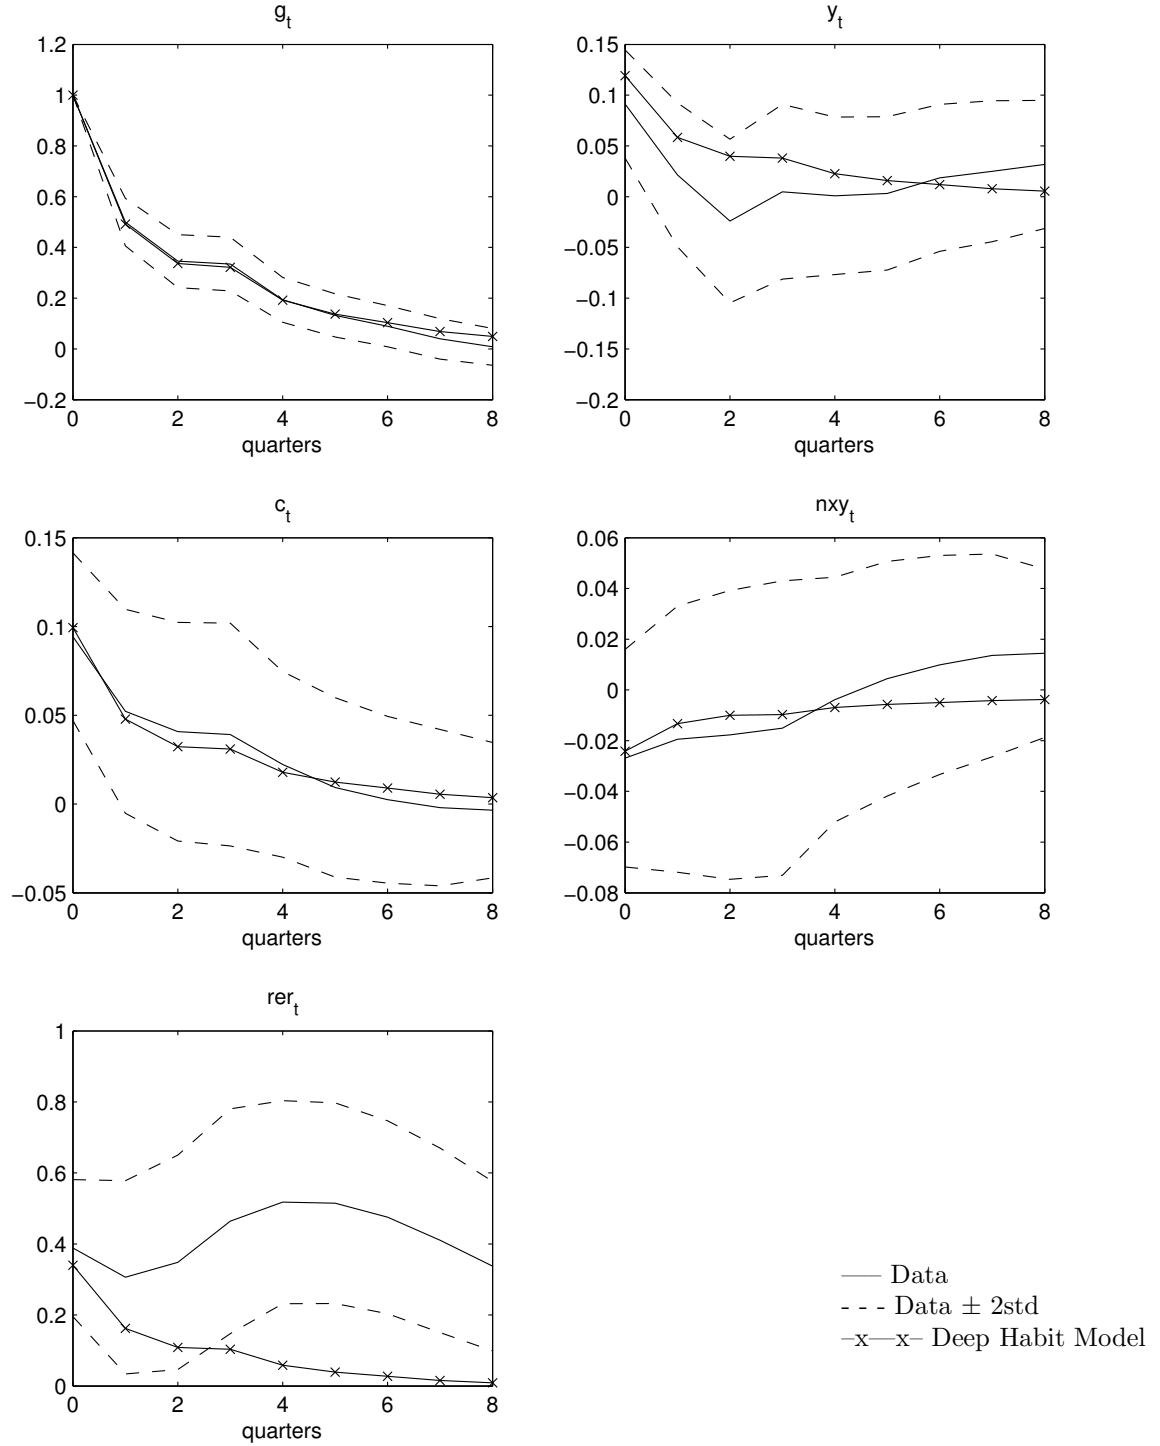 g_t
1.2
1
0.8
0.6
0.4
0.2
0
−0.2
0 2 4 6 8
quarters
y_t
0.15
0.1
0.05
0
−0.05
−0.1
−0.15
−0.2
0 2 4 6 8
quarters
c_t
0.15
0.1
0.05
0
−0.05
0 2 4 6 8
quarters
nxy_t
0.06
0.04
0.02
0
−0.02
−0.04
−0.06
−0.08
0 2 4 6 8
quarters
rer_t
1
0.8
0.6
0.4
0.2
0
0 2 4 6 8
quarters
—— Data
- - - - Data ± 2std
–x—x– Deep Habit Model